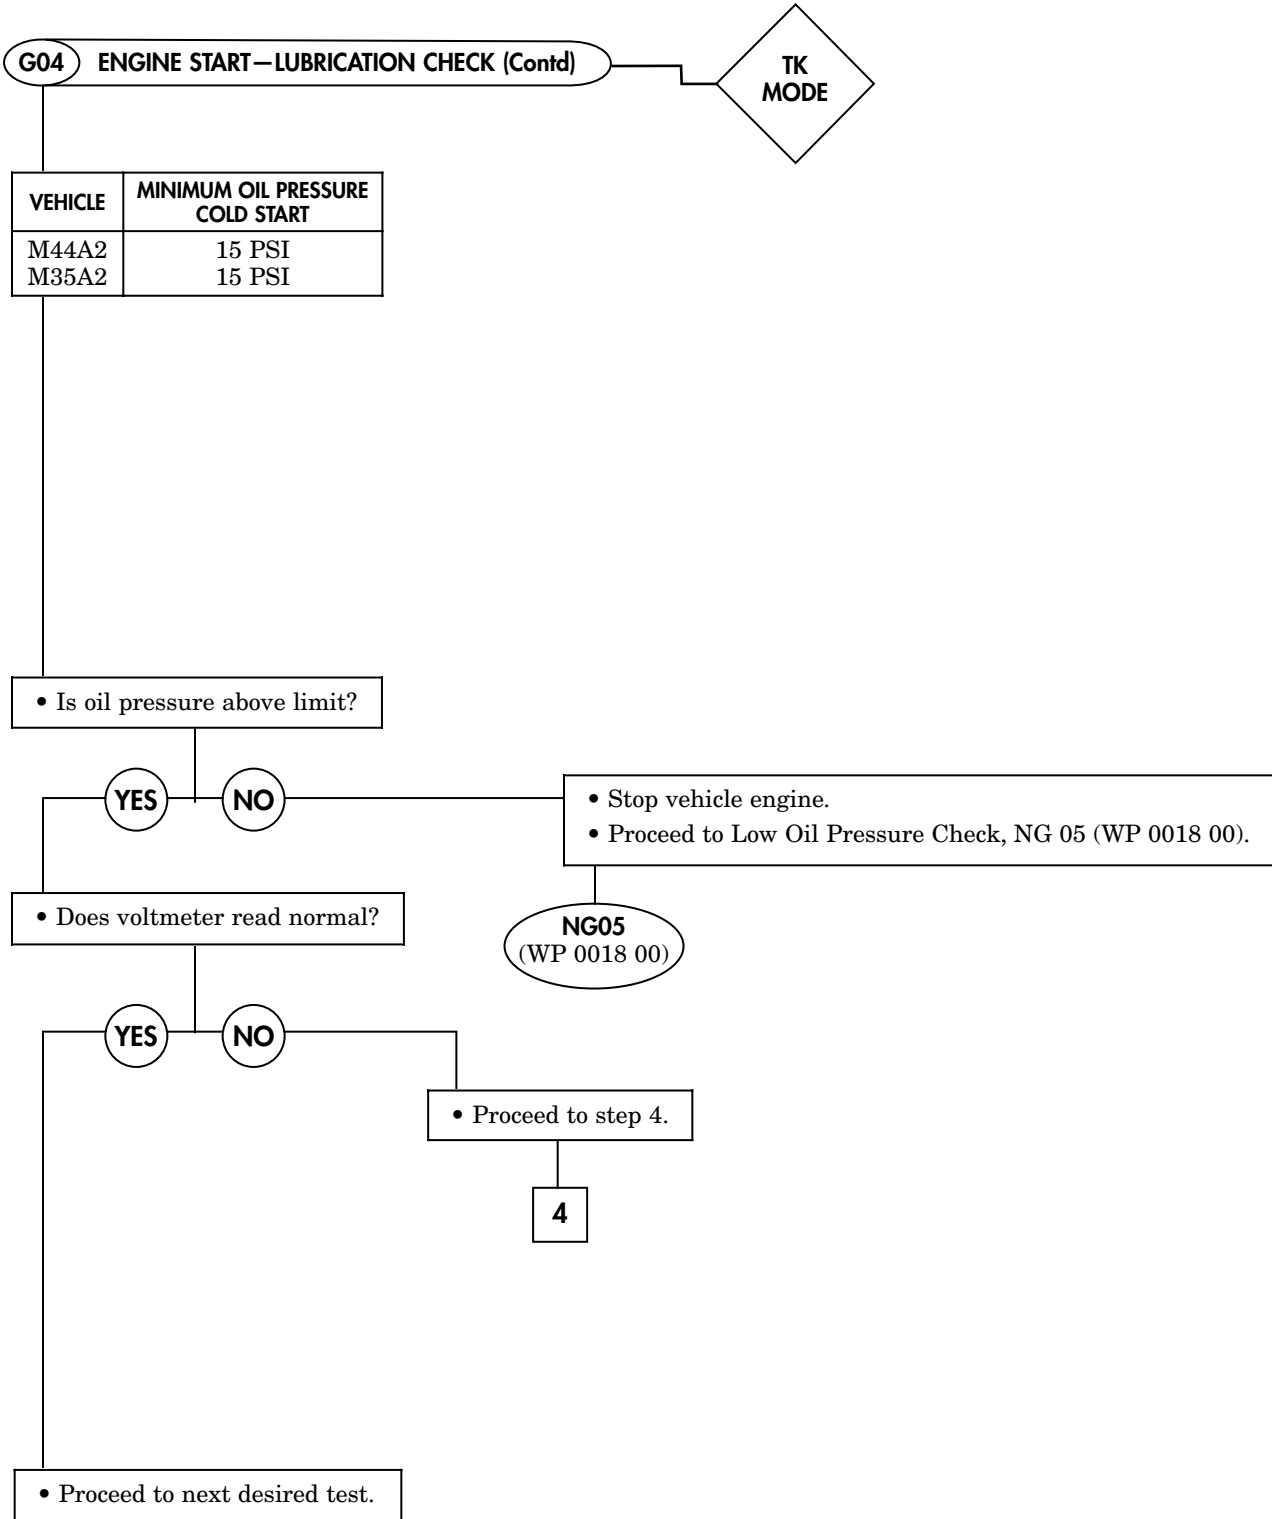 G04 ENGINE START—LUBRICATION CHECK (Contd)
TK
MODE
VEHICLE MINIMUM OIL PRESSURE
COLD START
M44A2 15 PSI
M35A2 15 PSI
• Is oil pressure above limit?
YES NO
• Stop vehicle engine.
• Proceed to Low Oil Pressure Check, NG 05 (WP 0018 00).
• Does voltmeter read normal?
NG05
(WP 0018 00)
YES NO
• Proceed to step 4.
4
• Proceed to next desired test.